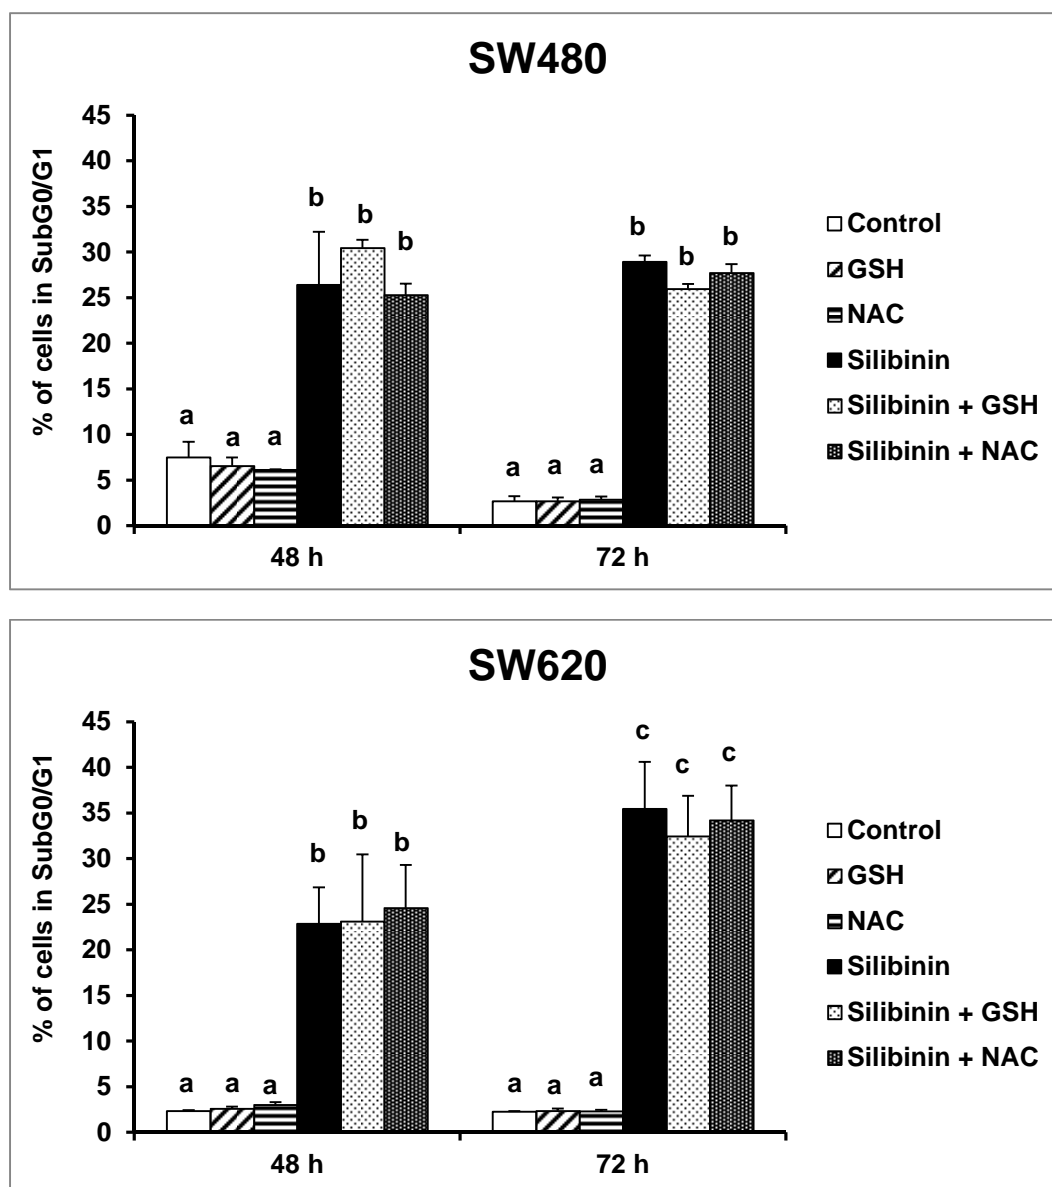 SW480
% of cells in SubG0/G1
45
40
35
30
25
20
15
10
5
0
a a a b b b
a a a b b b
48 h 72 h
Control
GSH
NAC
Silibinin
Silibinin + GSH
Silibinin + NAC
SW620
% of cells in SubG0/G1
45
40
35
30
25
20
15
10
5
0
a a a b b b
a a a c c c
48 h 72 h
Control
GSH
NAC
Silibinin
Silibinin + GSH
Silibinin + NAC